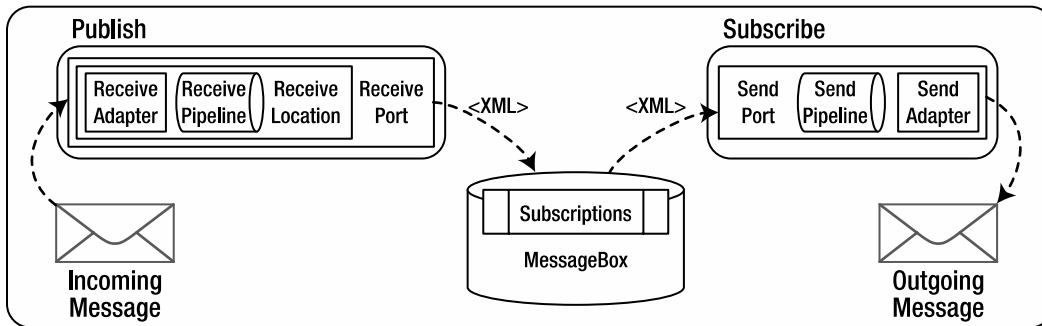 Publish
Subscribe
Receive Adapter
Receive Pipeline
Receive Location
Receive Port
<XML>
<XML>
Send Port
Send Pipeline
Send Adapter
Subscriptions
MessageBox
Incoming Message
Outgoing Message